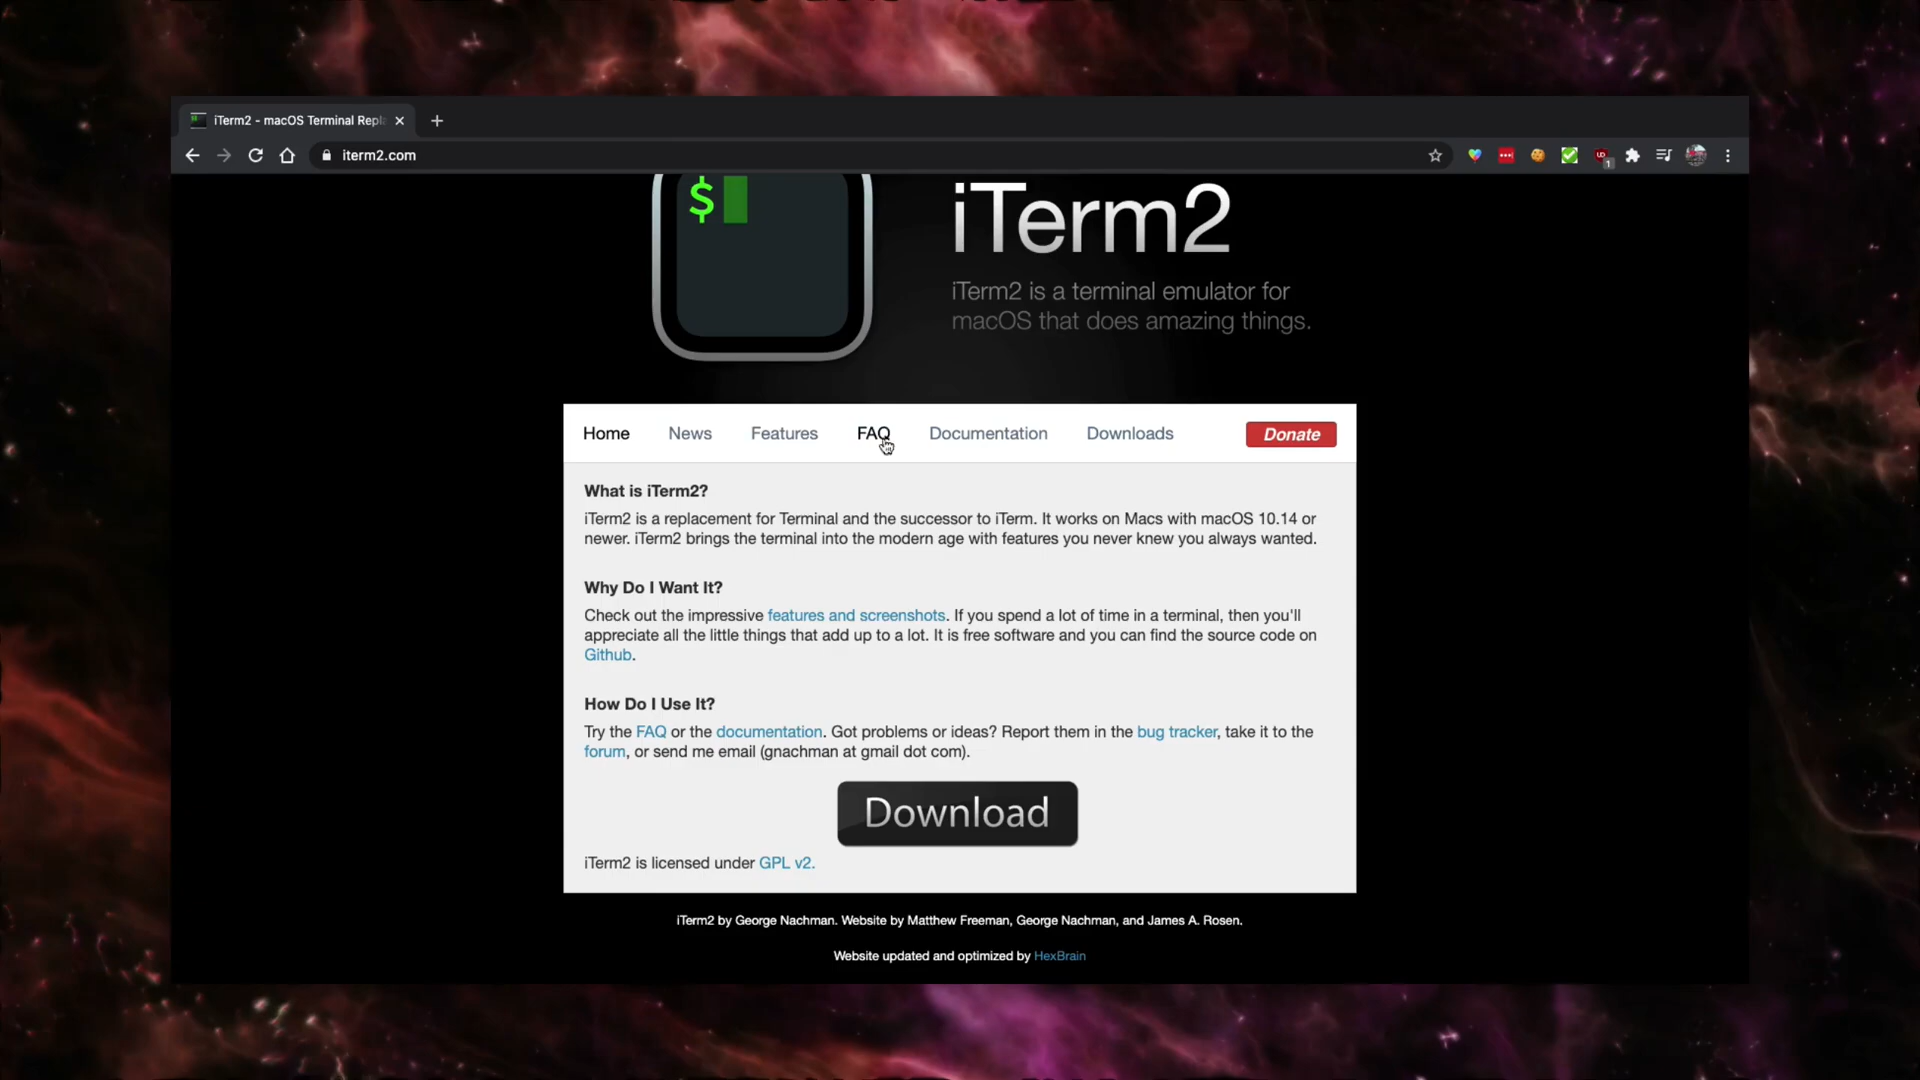 iTerm2 - macOS Terminal Repl
iterm2.com
1
$
iTerm2
iTerm2 is a terminal emulator for
macOS that does amazing things.
Home News Features FAQ Documentation Downloads Donate
What is iTerm2?
iTerm2 is a replacement for Terminal and the successor to iTerm. It works on Macs with macOS 10.14 or
newer. iTerm2 brings the terminal into the modern age with features you never knew you always wanted.
Why Do I Want It?
Check out the impressive features and screenshots. If you spend a lot of time in a terminal, then you'll
appreciate all the little things that add up to a lot. It is free software and you can find the source code on
Github.
How Do I Use It?
Try the FAQ or the documentation. Got problems or ideas? Report them in the bug tracker, take it to the
forum, or send me email (gnachman at gmail dot com).
Download
iTerm2 is licensed under GPL v2.
iTerm2 by George Nachman. Website by Matthew Freeman, George Nachman, and James A. Rosen.
Website updated and optimized by HexBrain